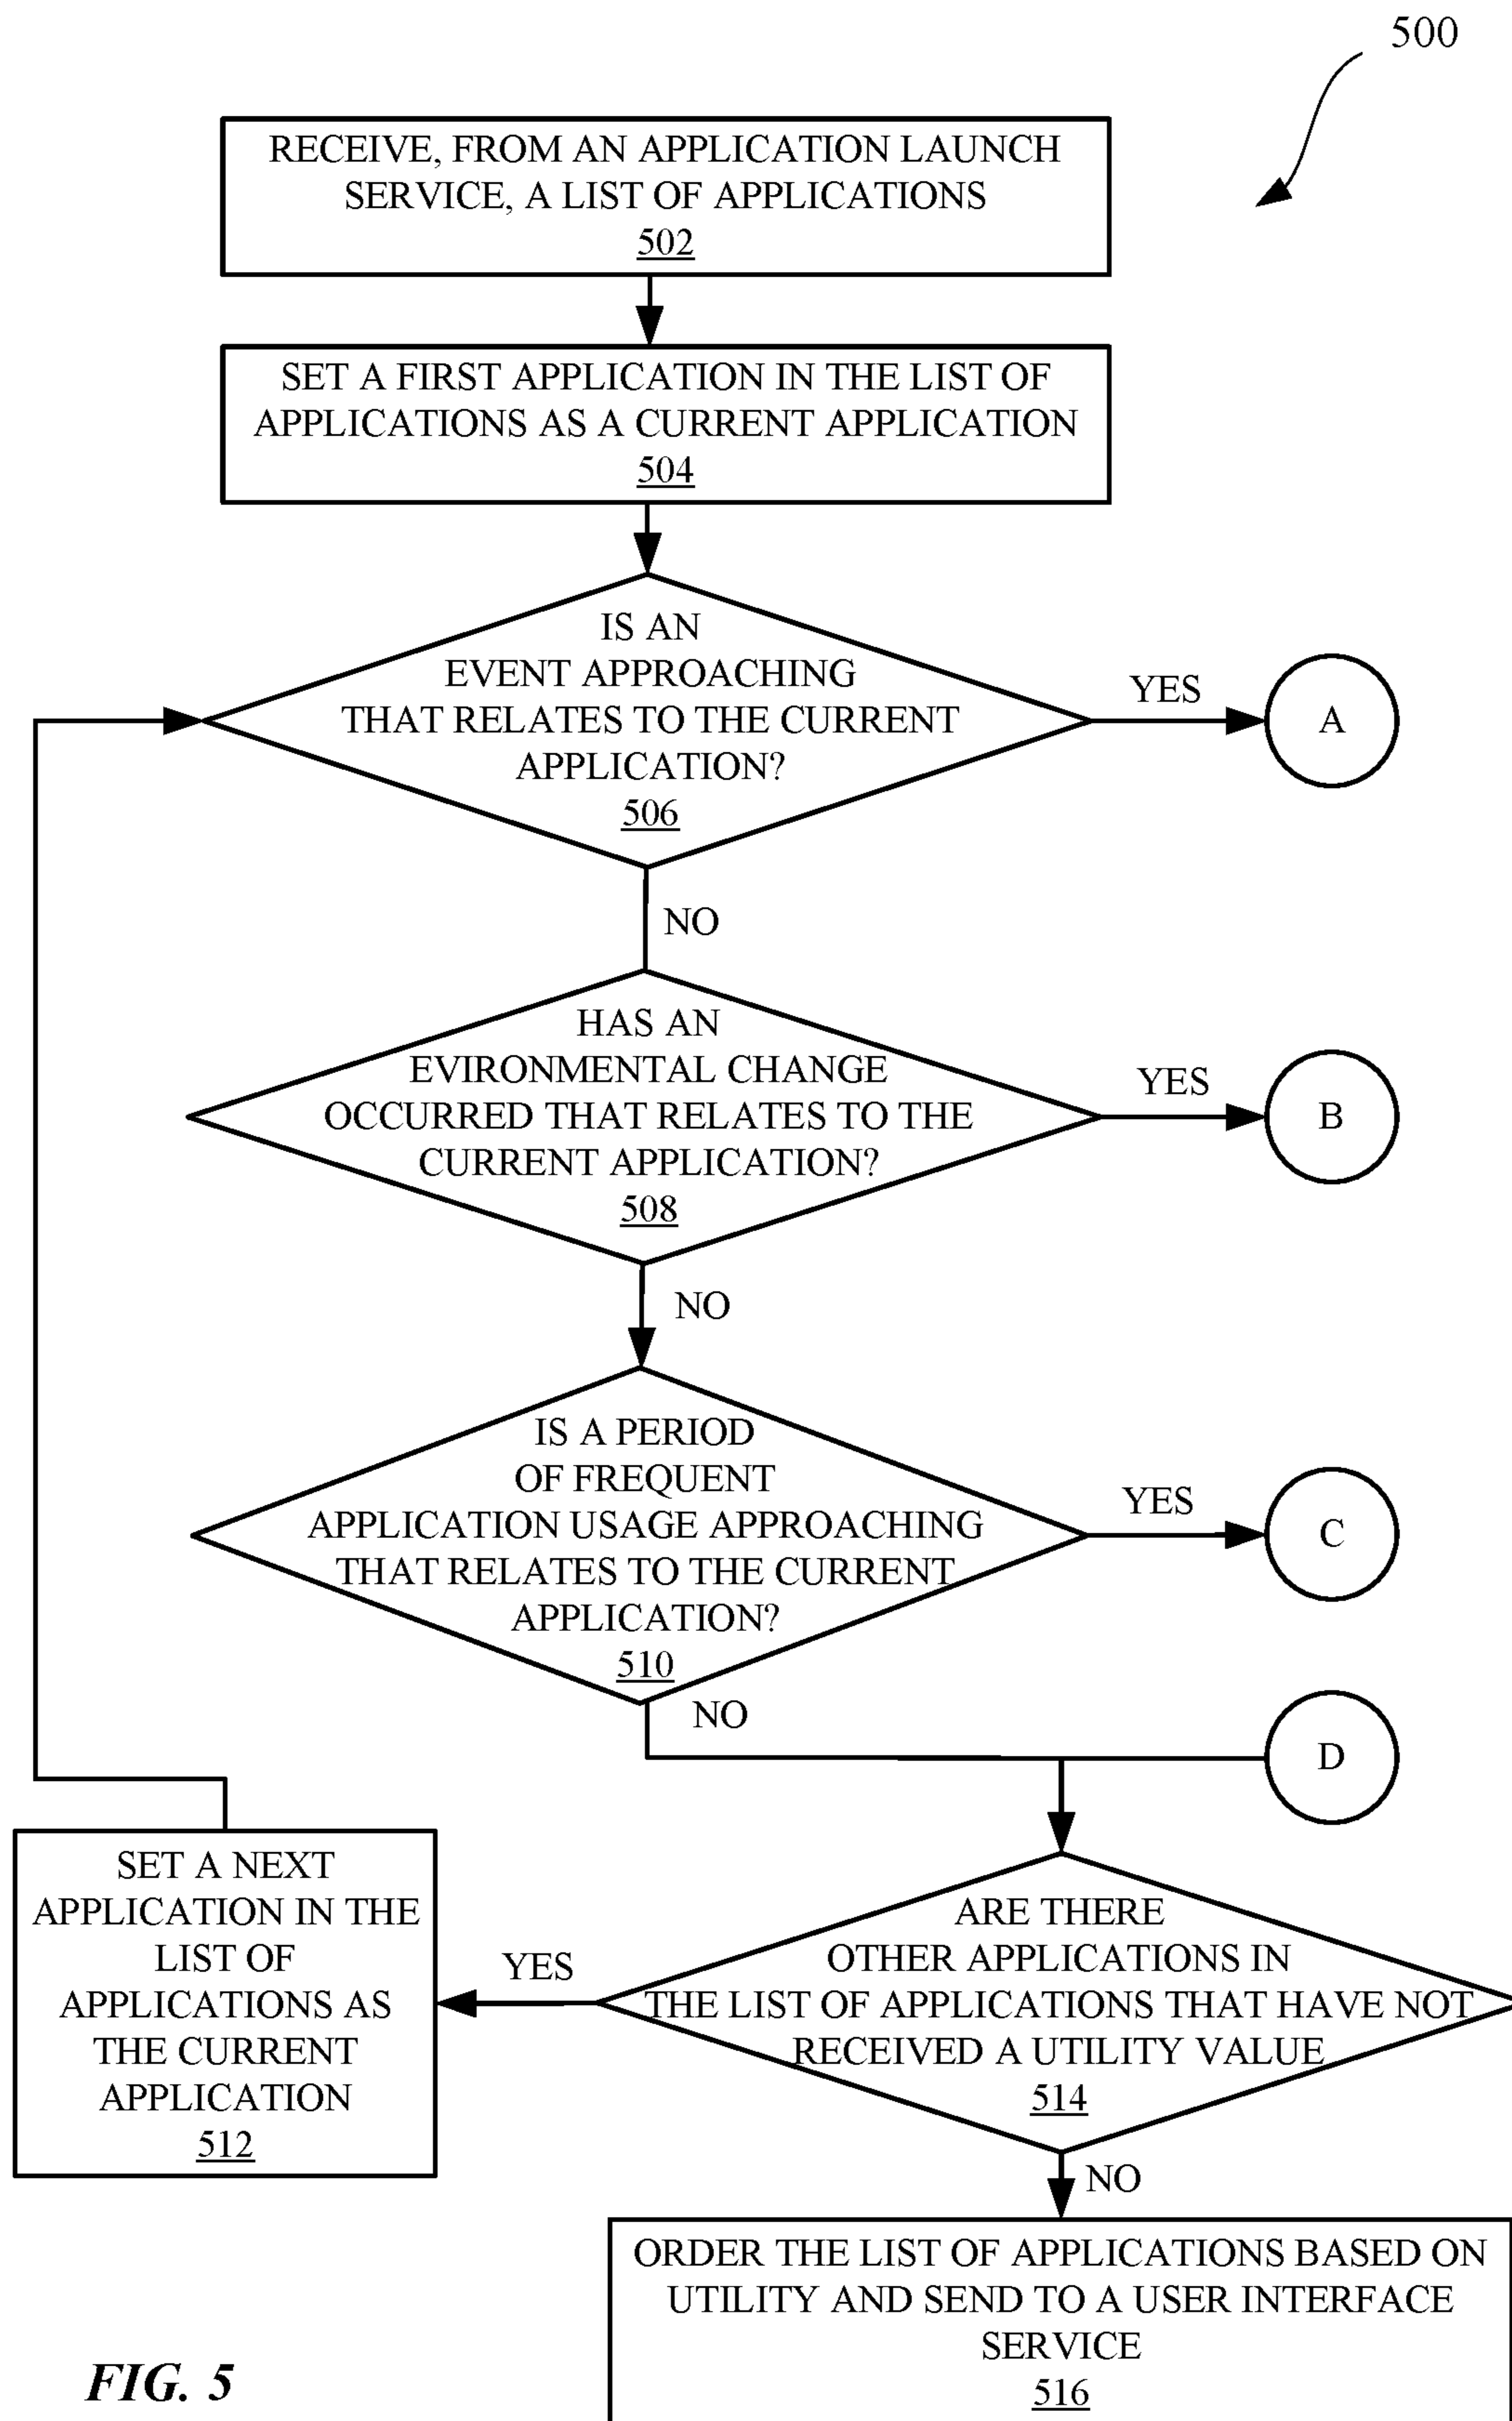 500
RECEIVE, FROM AN APPLICATION LAUNCH
SERVICE, A LIST OF APPLICATIONS
502
SET A FIRST APPLICATION IN THE LIST OF
APPLICATIONS AS A CURRENT APPLICATION
504
IS AN
EVENT APPROACHING
THAT RELATES TO THE CURRENT
APPLICATION?
506
YES
A
NO
HAS AN
EVIRONMENTAL CHANGE
OCCURRED THAT RELATES TO THE
CURRENT APPLICATION?
508
YES
B
NO
IS A PERIOD
OF FREQUENT
APPLICATION USAGE APPROACHING
THAT RELATES TO THE CURRENT
APPLICATION?
510
YES
C
NO
D
SET A NEXT
APPLICATION IN THE
LIST OF
APPLICATIONS AS
THE CURRENT
APPLICATION
512
YES
ARE THERE
OTHER APPLICATIONS IN
THE LIST OF APPLICATIONS THAT HAVE NOT
RECEIVED A UTILITY VALUE
514
NO
ORDER THE LIST OF APPLICATIONS BASED ON
UTILITY AND SEND TO A USER INTERFACE
SERVICE
516
FIG. 5